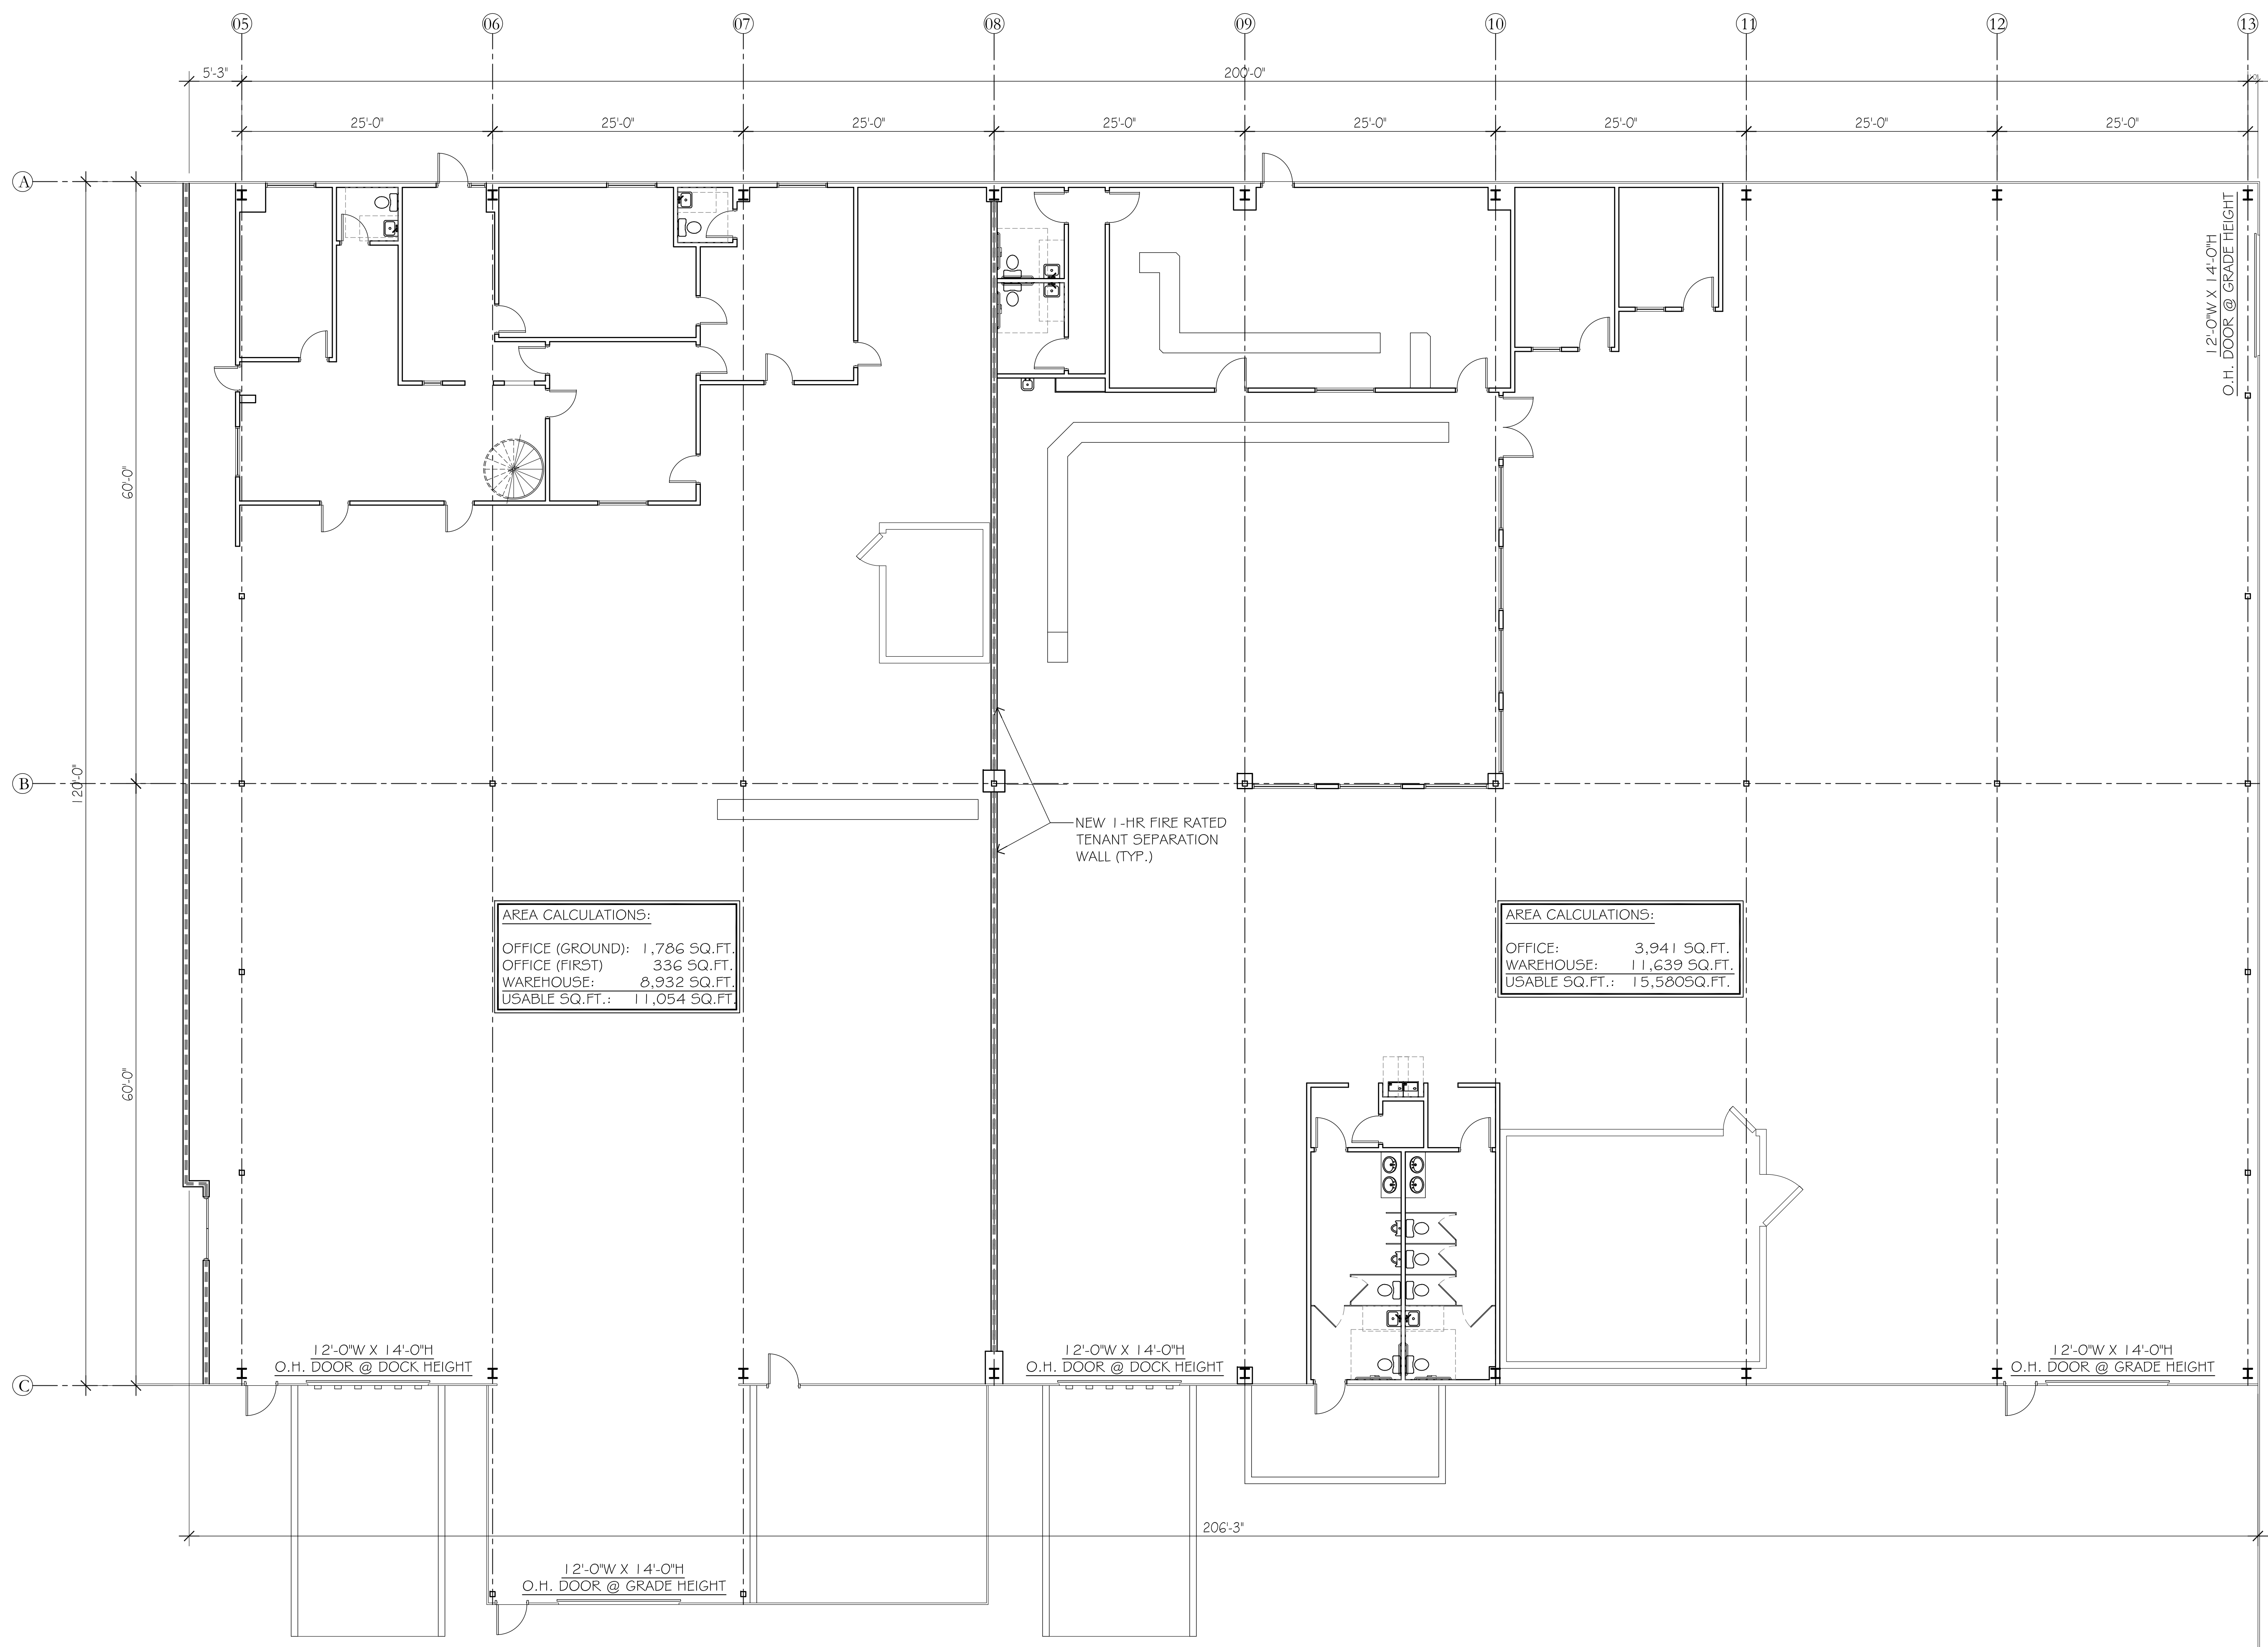 05 06 07 08 09 10 11 12 13
5'-3" 200'-0"
25'-0" 25'-0" 25'-0" 25'-0" 25'-0" 25'-0" 25'-0" 25'-0"
A
12'-0"W X 14'-0"H
O.H. DOOR @ GRADE HEIGHT
60'-0"
120'-0"
B
NEW 1-HR FIRE RATED
TENANT SEPARATION
WALL (TYP.)
AREA CALCULATIONS:
OFFICE (GROUND): 1,786 SQ.FT.
OFFICE (FIRST) 336 SQ.FT.
WAREHOUSE: 8,932 SQ.FT.
USABLE SQ.FT.: 11,054 SQ.FT.
AREA CALCULATIONS:
OFFICE: 3,941 SQ.FT.
WAREHOUSE: 11,639 SQ.FT.
USABLE SQ.FT.: 15,580SQ.FT.
60'-0"
12'-0"W X 14'-0"H
O.H. DOOR @ DOCK HEIGHT
12'-0"W X 14'-0"H
O.H. DOOR @ DOCK HEIGHT
12'-0"W X 14'-0"H
O.H. DOOR @ GRADE HEIGHT
C
206'-3"
12'-0"W X 14'-0"H
O.H. DOOR @ GRADE HEIGHT